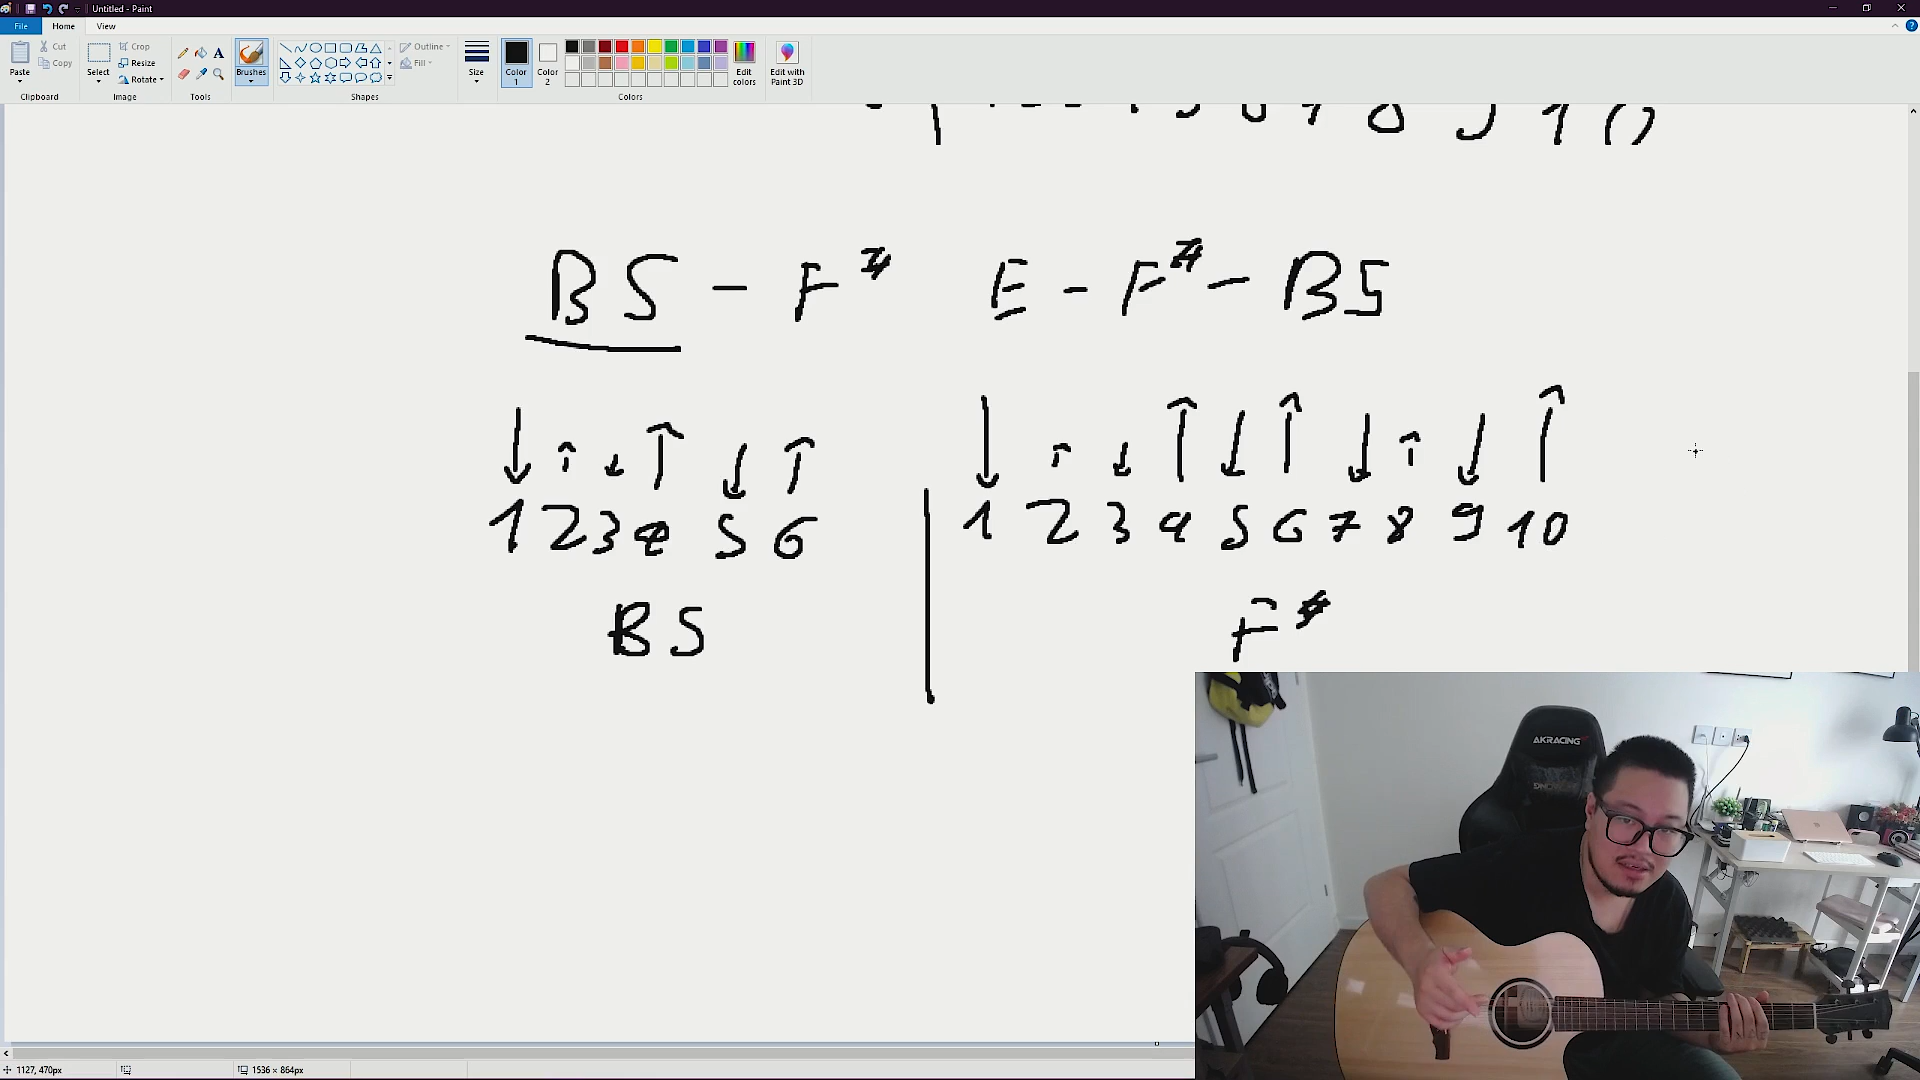 Untitled - Paint
File Home View
Paste
Cut
Copy
Clipboard
Select
Crop
Resize
Rotate
Image
Tools
Brushes
Outline
Fill
Shapes
Size
Color 1
Color 2
Colors
Edit colors
Edit with Paint 3D
B5 - F# E - F# - B5
1 2 3 4 5 6 1 2 3 4 5 6 7 8 9 10
B5 F#
AKRACING
1127, 470px
1536 × 864px